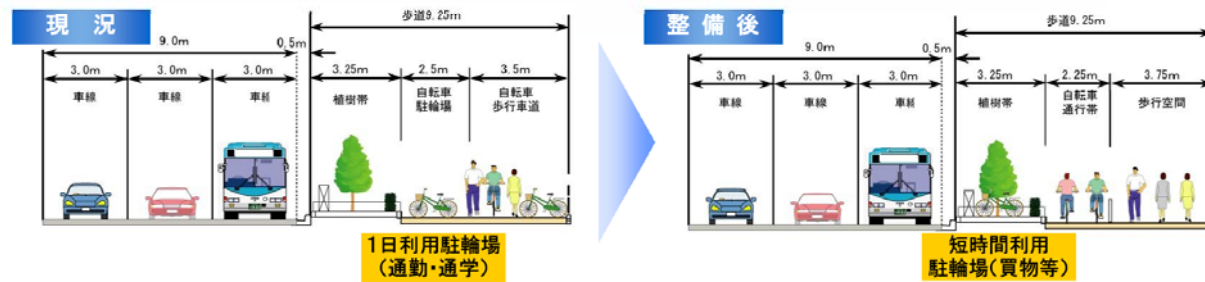 現況
歩道9.25m
9.0m
0.5m
3.0m
3.0m
3.0m
3.25m
2.5m
3.5m
車線
車線
車線
植樹帯
自転車
駐輪場
自転車
歩行車道
1日利用駐輪場
(通勤・通学)
整備後
歩道9.25m
9.0m
0.5m
3.0m
3.0m
3.0m
3.25m
2.25m
3.75m
車線
車線
車線
植樹帯
自転車
通行帯
歩行空間
短時間利用
駐輪場(買物等)